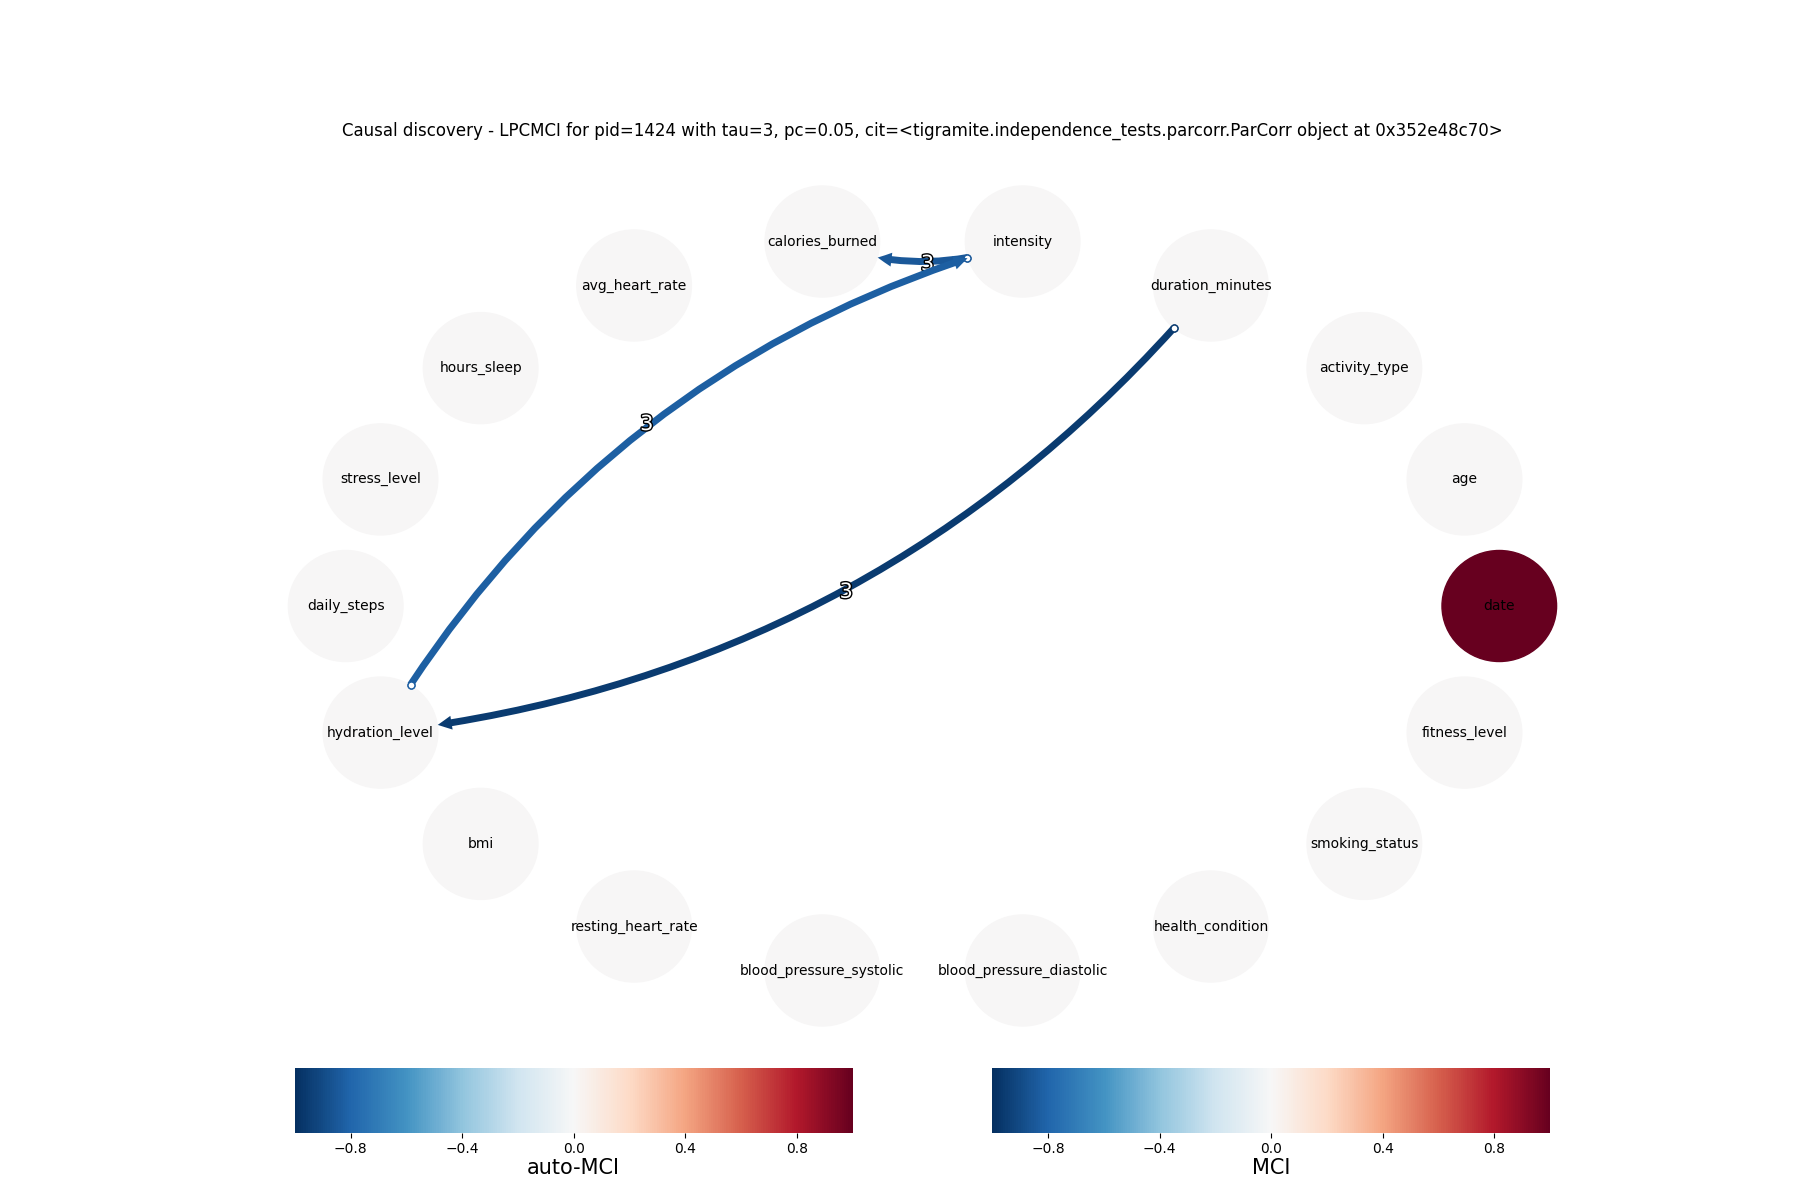 Causal discovery - LPCMCI for pid=1424 with tau=3, pc=0.05, cit=<tigramite.independence_tests.parcorr.ParCorr object at 0x352e48c70>
calories_burned
intensity
3
avg_heart_rate
duration_minutes
hours_sleep
activity_type
3
stress_level
age
3
daily_steps
date
hydration_level
fitness_level
bmi
smoking_status
resting_heart_rate
health_condition
blood_pressure_systolic
blood_pressure_diastolic
−0.8 −0.4 0.0 0.4 0.8
auto-MCI
−0.8 −0.4 0.0 0.4 0.8
MCI